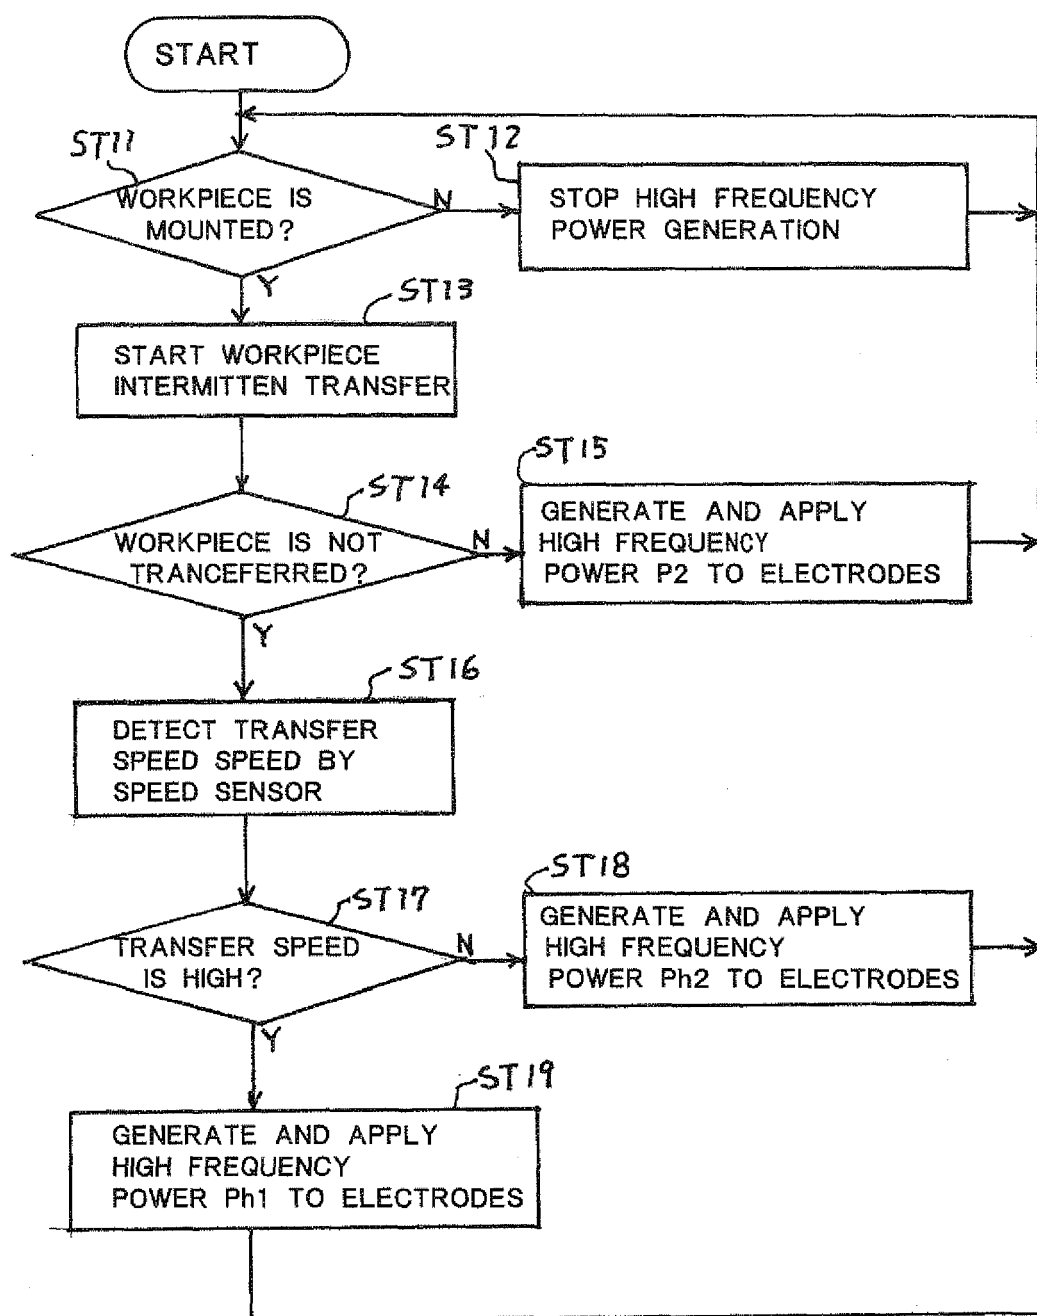 START
ST11
WORKPIECE IS
MOUNTED?
N
Y
ST12
STOP HIGH FREQUENCY
POWER GENERATION
ST13
START WORKPIECE
INTERMITTEN TRANSFER
ST14
WORKPIECE IS NOT
TRANCEFERRED?
N
Y
ST15
GENERATE AND APPLY
HIGH FREQUENCY
POWER P2 TO ELECTRODES
ST16
DETECT TRANSFER
SPEED SPEED BY
SPEED SENSOR
ST17
TRANSFER SPEED
IS HIGH?
N
Y
ST18
GENERATE AND APPLY
HIGH FREQUENCY
POWER Ph2 TO ELECTRODES
ST19
GENERATE AND APPLY
HIGH FREQUENCY
POWER Ph1 TO ELECTRODES